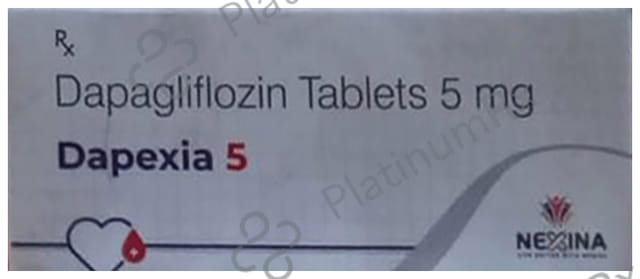 Rx
Dapagliflozin Tablets 5 mg
Dapexia 5
NEXINA